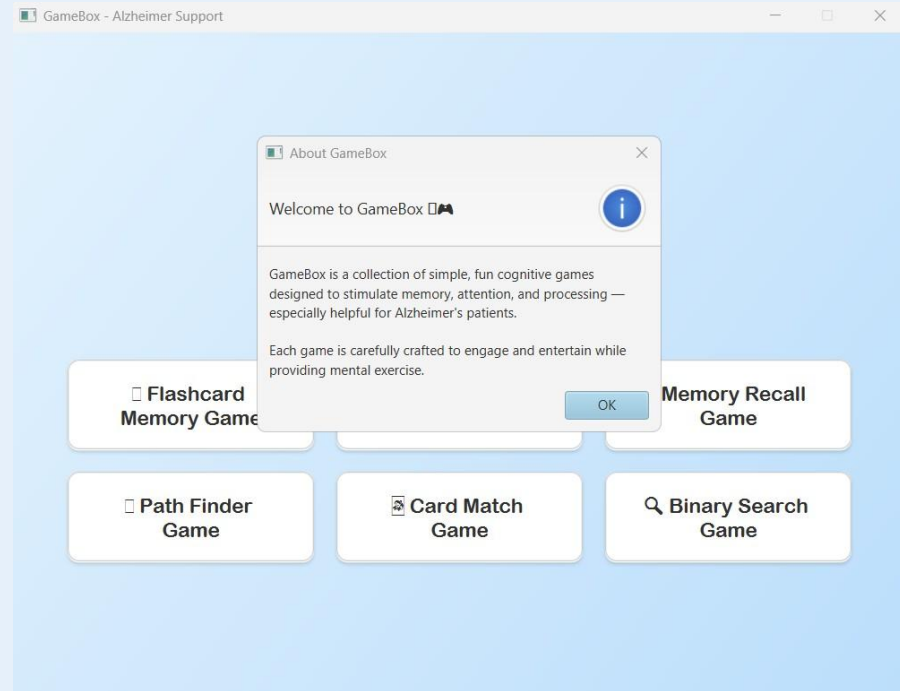 GameBox - Alzheimer Support
About GameBox
Welcome to GameBox 🎮
GameBox is a collection of simple, fun cognitive games
designed to stimulate memory, attention, and processing —
especially helpful for Alzheimer's patients.
Each game is carefully crafted to engage and entertain while
providing mental exercise.
OK
Flashcard
Memory Game
Memory Recall
Game
Path Finder
Game
🃏 Card Match
Game
🔍 Binary Search
Game